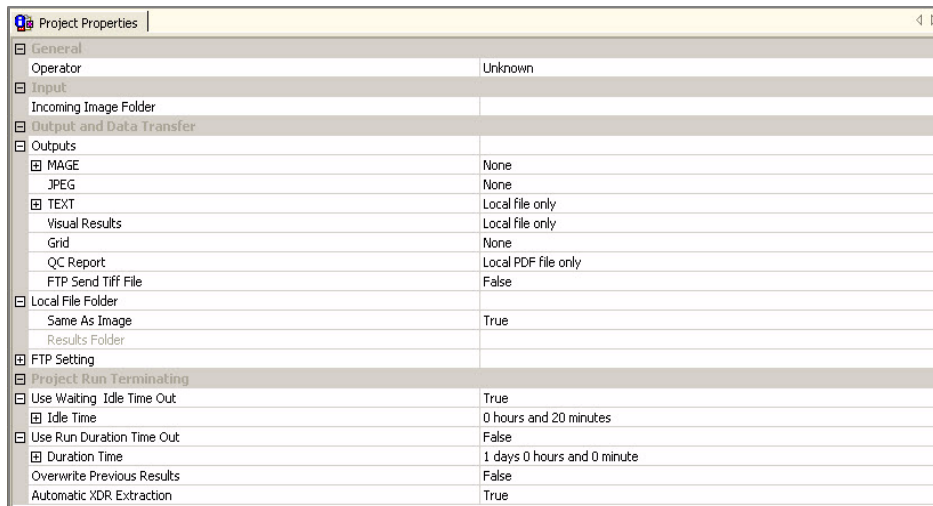 Project Properties
General
Operator Unknown
Input
Incoming Image Folder
Output and Data Transfer
Outputs
MAGE None
JPEG None
TEXT Local file only
Visual Results Local file only
Grid None
QC Report Local PDF file only
FTP Send Tiff File False
Local File Folder
Same As Image True
Results Folder
FTP Setting
Project Run Terminating
Use Waiting Idle Time Out True
Idle Time 0 hours and 20 minutes
Use Run Duration Time Out False
Duration Time 1 days 0 hours and 0 minute
Overwrite Previous Results False
Automatic XDR Extraction True